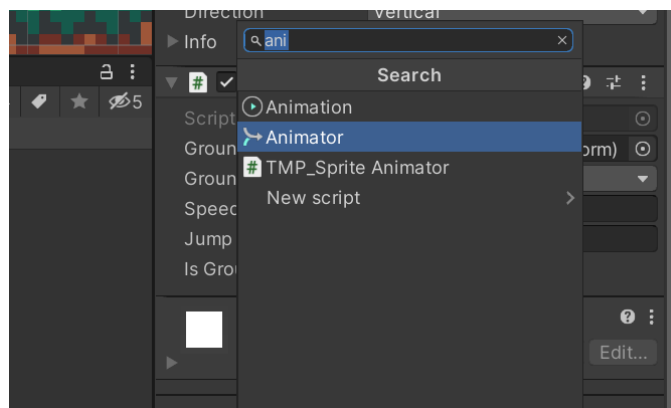 Direction Vertical
Info
ani
Search
5
Animation
Script
Animator
Groun orm)
TMP_Sprite Animator
Groun
New script
Speed
Jump
Is Grou
Edit...